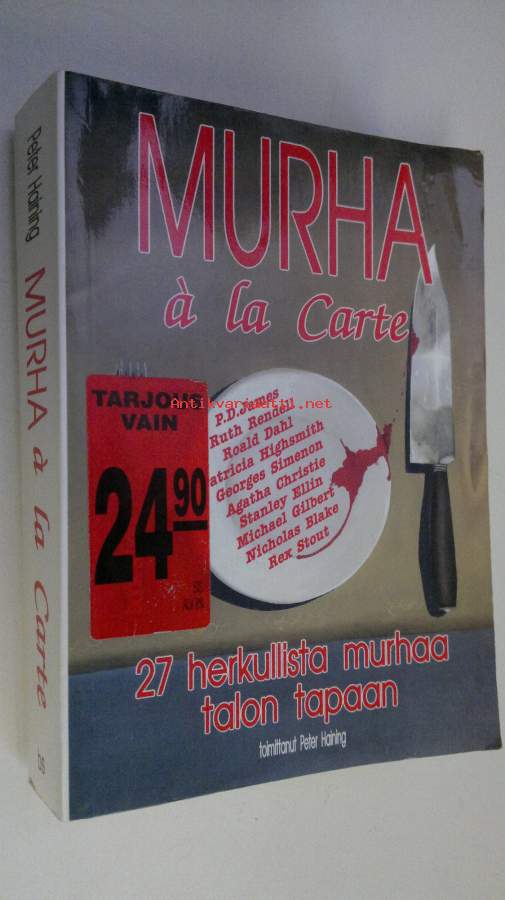 Peter Haining MURHA à la Carte
MURHA
à la Carte
TARJOUS
VAIN
24 90
P.D.James
Ruth Rendell
Roald Dahl
atricia Highsmith
Georges Simenon
Agatha Christie
Stanley Ellin
Michael Gilbert
Nicholas Blake
Rex Stout
Antikvariaatti.net
27 herkullista murhaa
talon tapaan
toimittanut Peter Haining